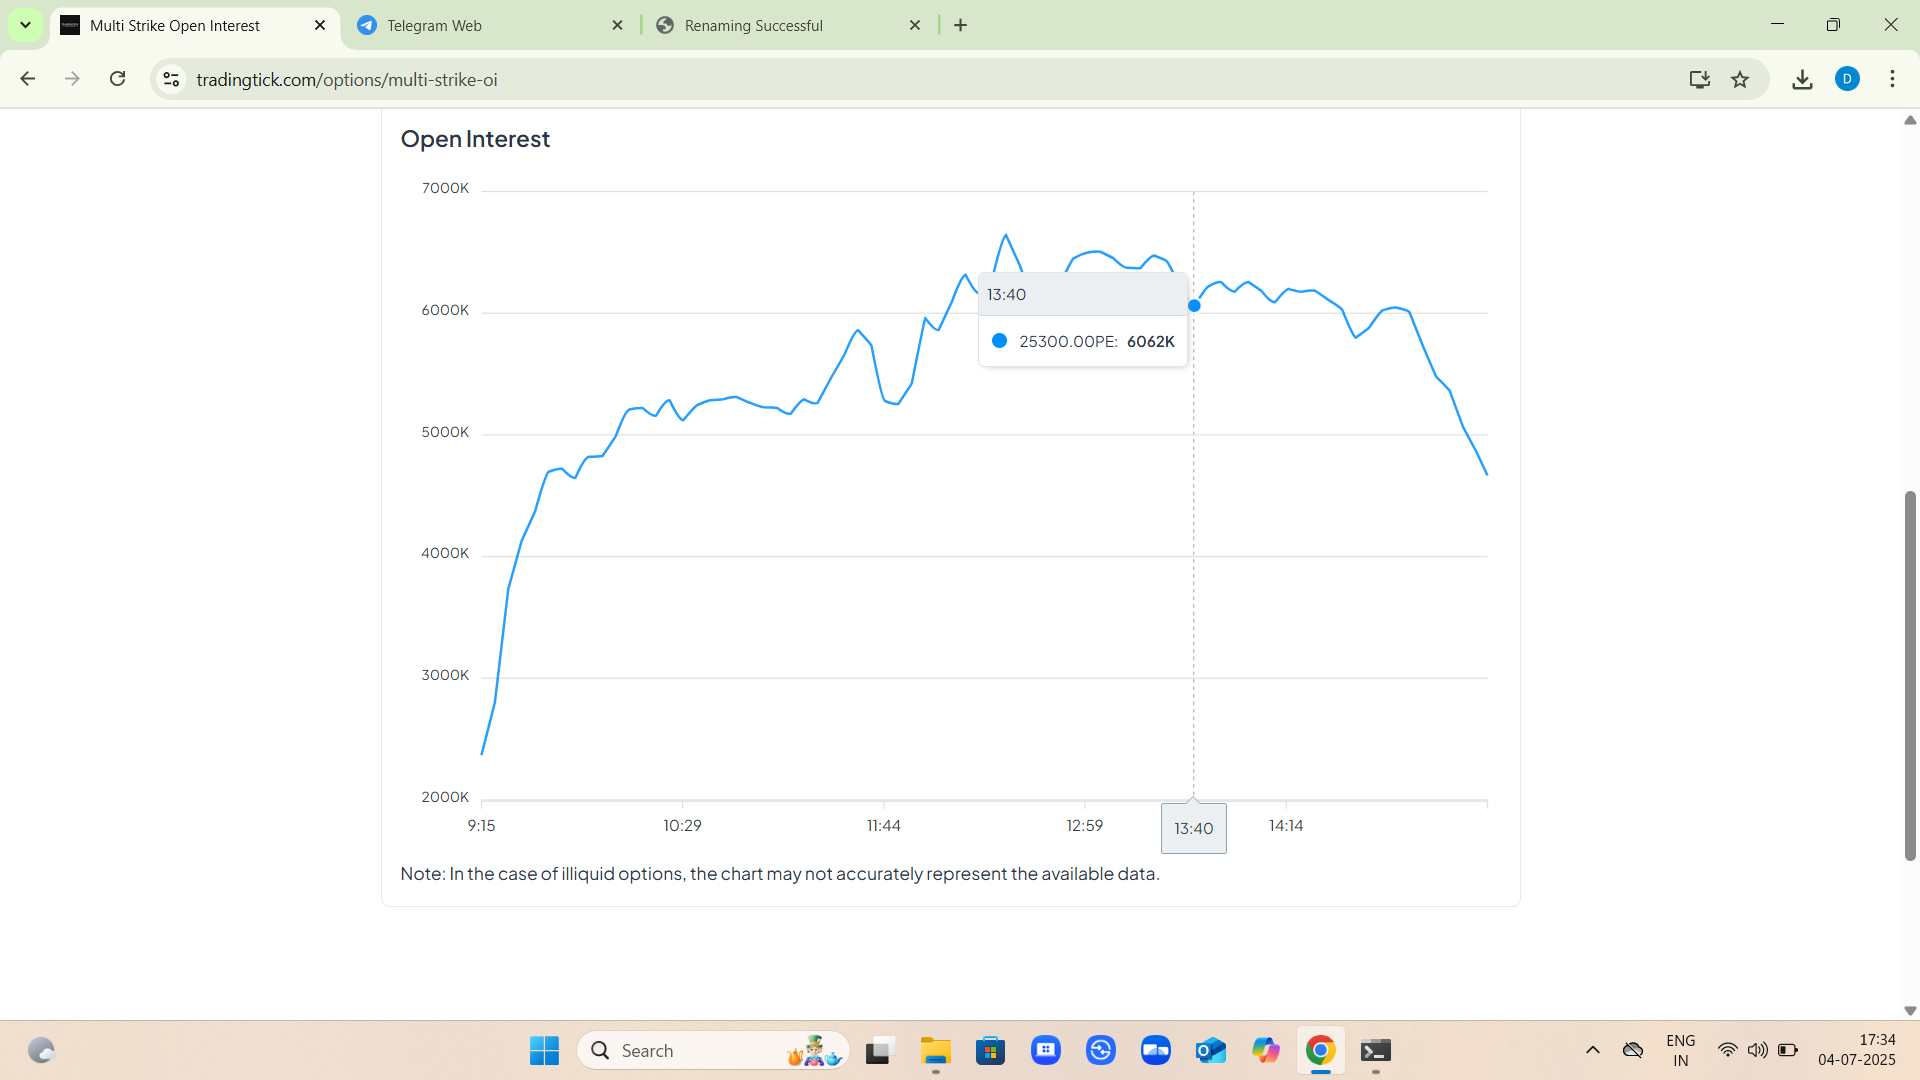 Multi Strike Open Interest
Telegram Web
Renaming Successful
tradingtick.com/options/multi-strike-oi
D
Open Interest
7000K
6000K
5000K
4000K
3000K
2000K
13:40
25300.00PE: 6062K
9:15
10:29
11:44
12:59
13:40
14:14
Note: In the case of illiquid options, the chart may not accurately represent the available data.
Search
ENG
IN
17:34
04-07-2025